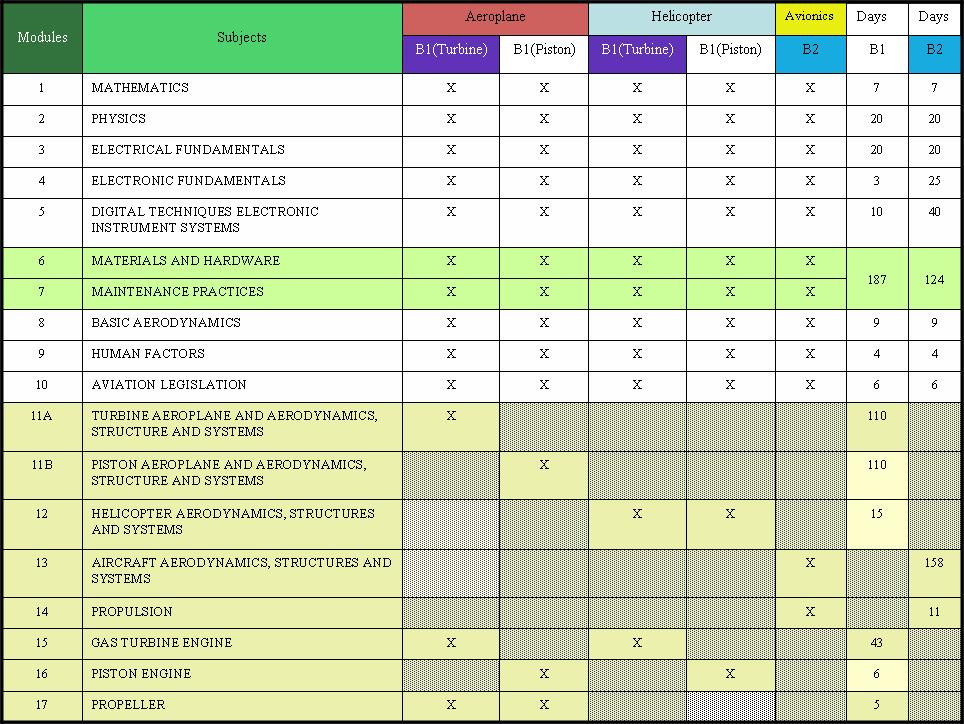 Modules Subjects Aeroplane Helicopter Avionics Days Days
B1(Turbine) B1(Piston) B1(Turbine) B1(Piston) B2 B1 B2
1 MATHEMATICS X X X X X 7 7
2 PHYSICS X X X X X 20 20
3 ELECTRICAL FUNDAMENTALS X X X X X 20 20
4 ELECTRONIC FUNDAMENTALS X X X X X 3 25
5 DIGITAL TECHNIQUES ELECTRONIC X X X X X 10 40
INSTRUMENT SYSTEMS
6 MATERIALS AND HARDWARE X X X X X
187 124
7 MAINTENANCE PRACTICES X X X X X
8 BASIC AERODYNAMICS X X X X X 9 9
9 HUMAN FACTORS X X X X X 4 4
10 AVIATION LEGISLATION X X X X X 6 6
11A TURBINE AEROPLANE AND AERODYNAMICS, X 110
STRUCTURE AND SYSTEMS
11B PISTON AEROPLANE AND AERODYNAMICS, X 110
STRUCTURE AND SYSTEMS
12 HELICOPTER AERODYNAMICS, STRUCTURES X X 15
AND SYSTEMS
13 AIRCRAFT AERODYNAMICS, STRUCTURES AND X 158
SYSTEMS
14 PROPULSION X 11
15 GAS TURBINE ENGINE X X 43
16 PISTON ENGINE X X 6
17 PROPELLER X X 5